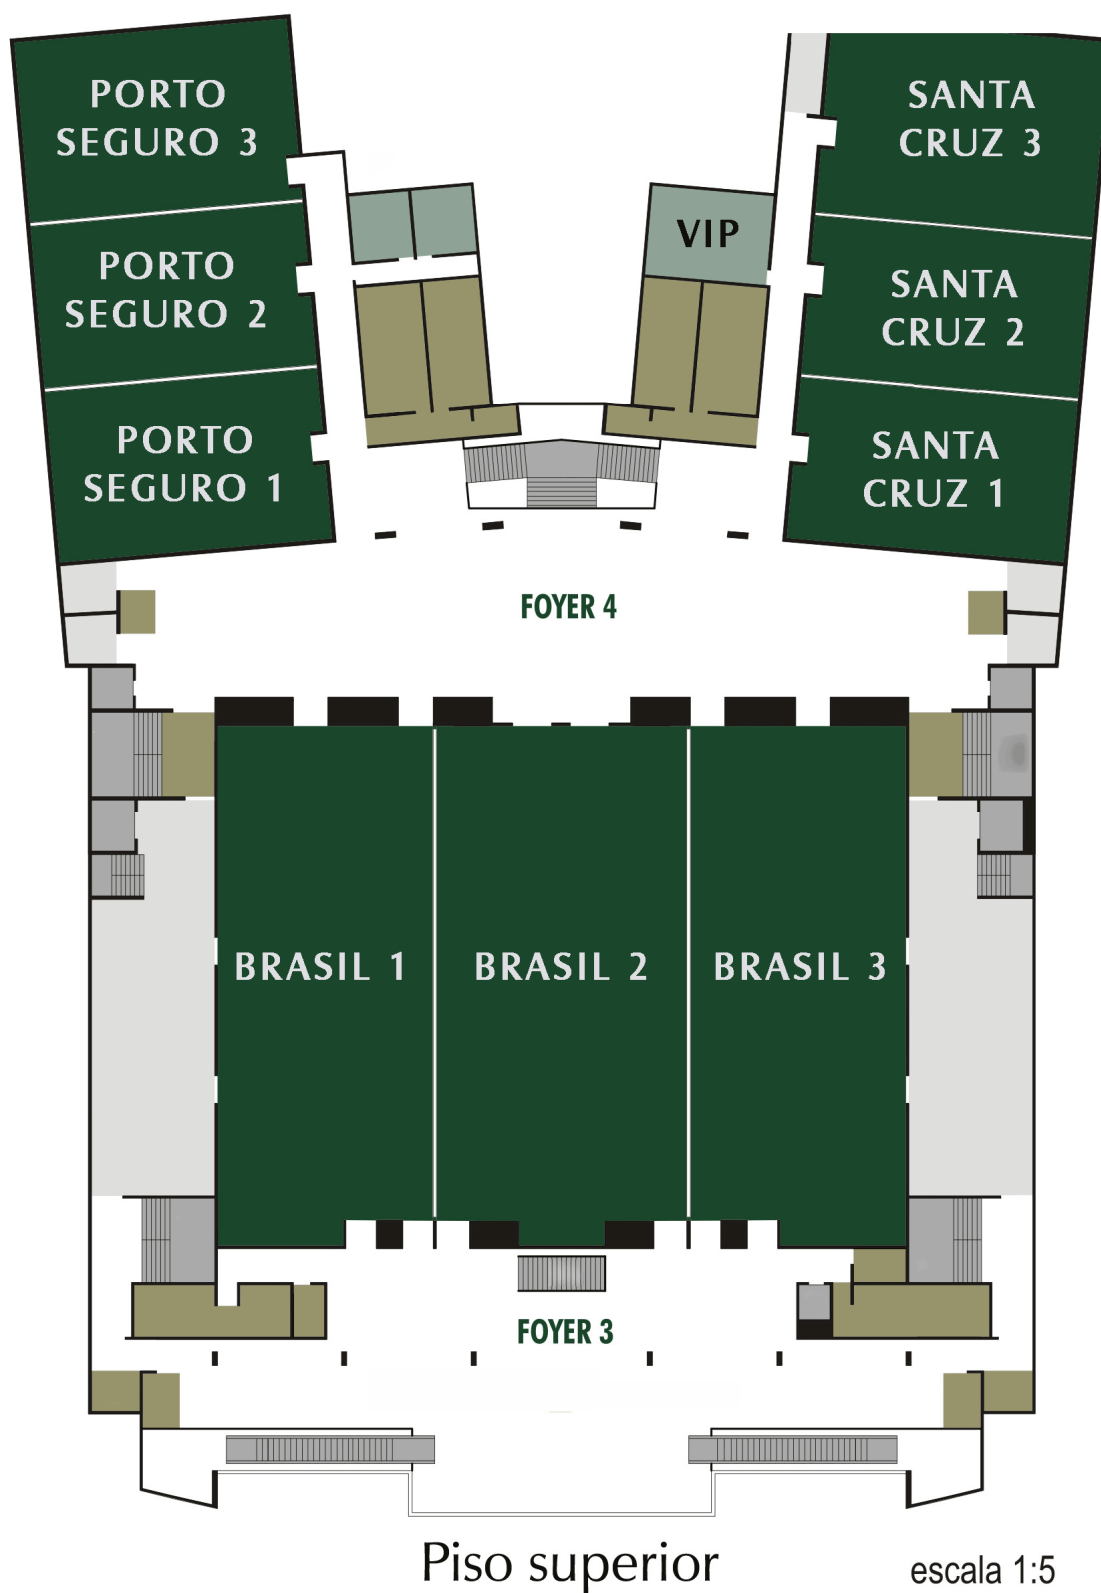 PORTO
SEGURO 3
SANTA
CRUZ 3
VIP
PORTO
SEGURO 2
SANTA
CRUZ 2
PORTO
SEGURO 1
SANTA
CRUZ 1
FOYER 4
BRASIL 1
BRASIL 2
BRASIL 3
FOYER 3
Piso superior
escala 1:5